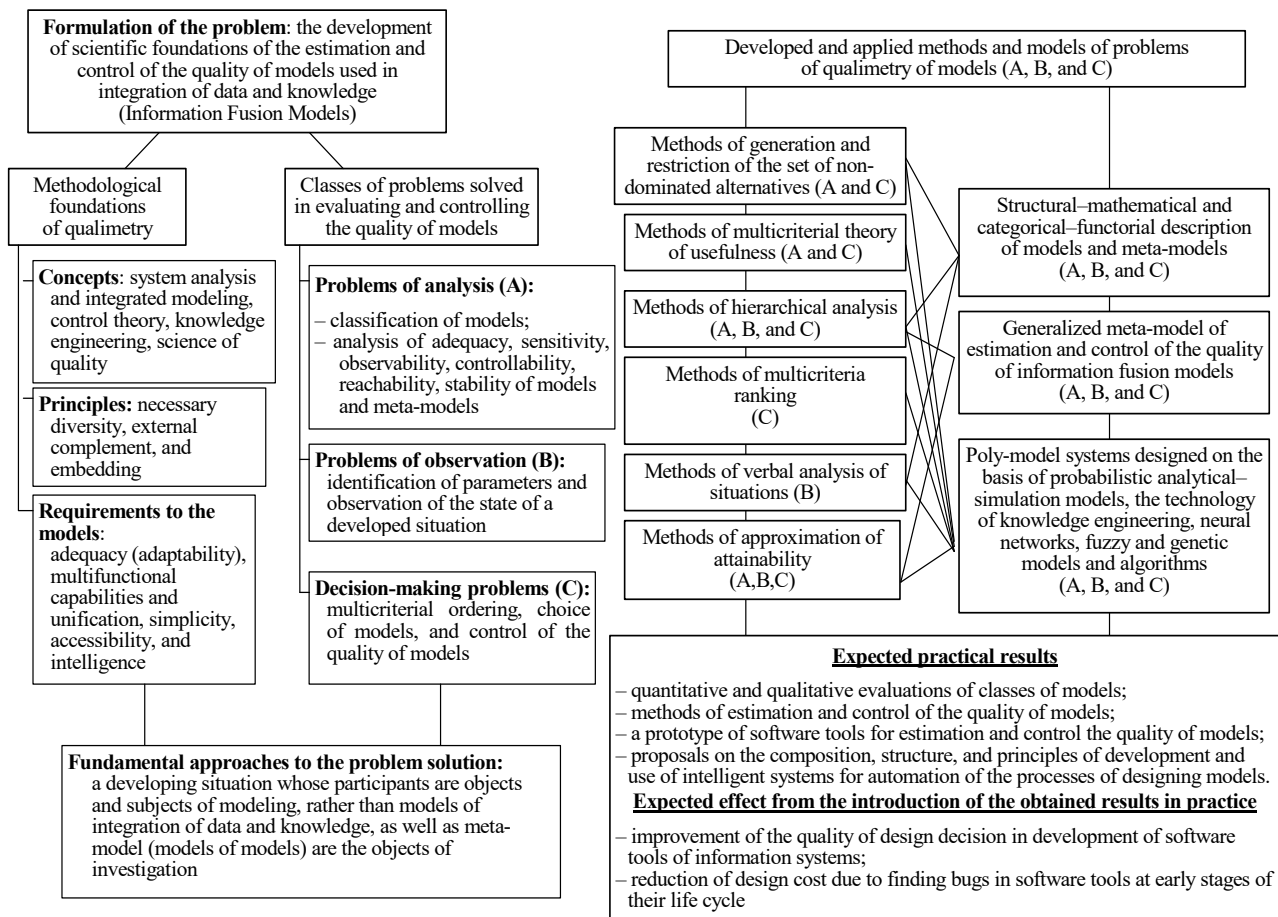 Formulation of the problem: the development
of scientific foundations of the estimation and
control of the quality of models used in
integration of data and knowledge
(Information Fusion Models)
Methodological
foundations
of qualimetry
Classes of problems solved
in evaluating and controlling
the quality of models
Concepts: system analysis
and integrated modeling,
control theory, knowledge
engineering, science of
quality
Principles: necessary
diversity, external
complement, and
embedding
Requirements to the
models:
adequacy (adaptability),
multifunctional
capabilities and
unification, simplicity,
accessibility, and
intelligence
Problems of analysis (A):
– classification of models;
– analysis of adequacy, sensitivity,
observability, controllability,
reachability, stability of models
and meta-models
Problems of observation (B):
identification of parameters and
observation of the state of a
developed situation
Decision-making problems (C):
multicriterial ordering, choice
of models, and control of the
quality of models
Fundamental approaches to the problem solution:
a developing situation whose participants are objects
and subjects of modeling, rather than models of
integration of data and knowledge, as well as meta-
model (models of models) are the objects of
investigation
Developed and applied methods and models of problems
of qualimetry of models (A, B, and C)
Methods of generation and
restriction of the set of non-
dominated alternatives (A and C)
Methods of multicriterial theory
of usefulness (A and C)
Methods of hierarchical analysis
(A, B, and C)
Methods of multicriteria
ranking
(C)
Methods of verbal analysis of
situations (B)
Methods of approximation of
attainability
(A,B,C)
Structural–mathematical and
categorical–functorial description
of models and meta-models
(A, B, and C)
Generalized meta-model of
estimation and control of the quality
of information fusion models
(A, B, and C)
Poly-model systems designed on the
basis of probabilistic analytical–
simulation models, the technology
of knowledge engineering, neural
networks, fuzzy and genetic
models and algorithms
(A, B, and C)
Expected practical results
– quantitative and qualitative evaluations of classes of models;
– methods of estimation and control of the quality of models;
– a prototype of software tools for estimation and control the quality of models;
– proposals on the composition, structure, and principles of development and
use of intelligent systems for automation of the processes of designing models.
Expected effect from the introduction of the obtained results in practice
– improvement of the quality of design decision in development of software
tools of information systems;
– reduction of design cost due to finding bugs in software tools at early stages of
their life cycle